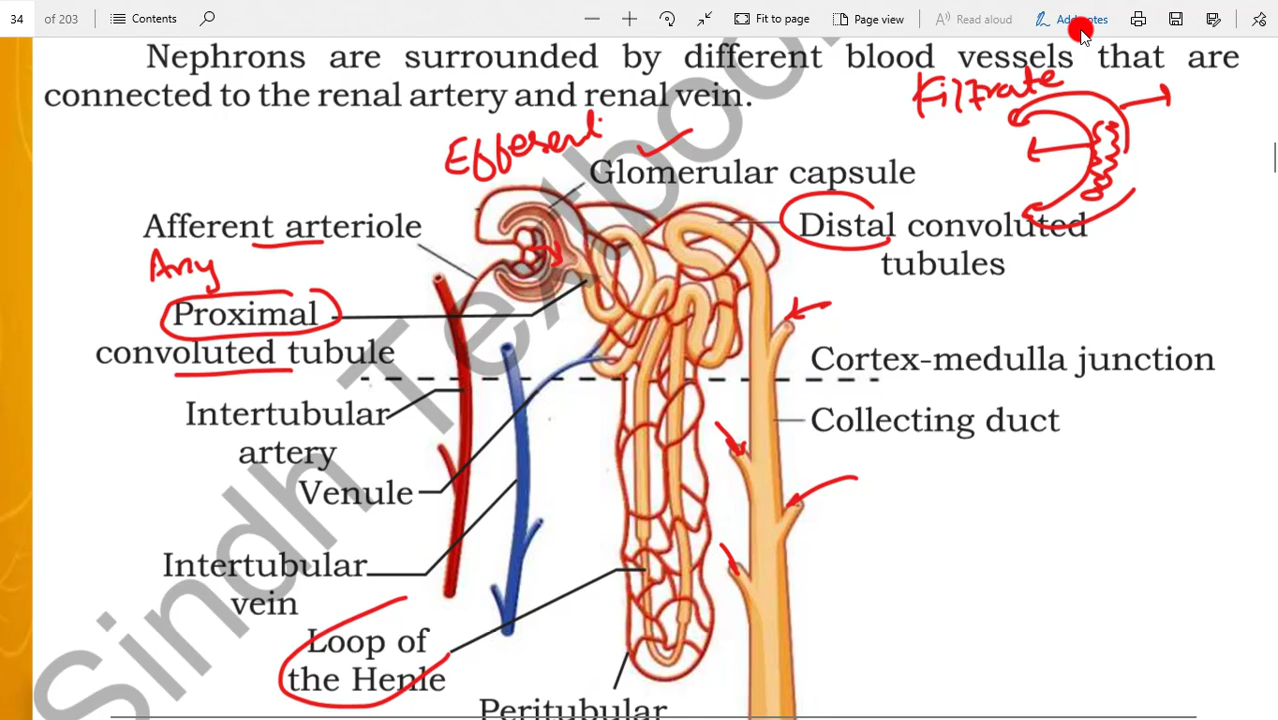 34 of 203 Contents Fit to page Page view Read aloud Add notes
Nephrons are surrounded by different blood vessels that are
connected to the renal artery and renal vein.
Filtrate
Efferent
Glomerular capsule
Afferent arteriole
Distal convoluted
tubules
Proximal
convoluted tubule
Cortex-medulla junction
Intertubular
artery
Collecting duct
Venule
Intertubular
vein
Loop of
the Henle
Peritubular
Sindh Textbook